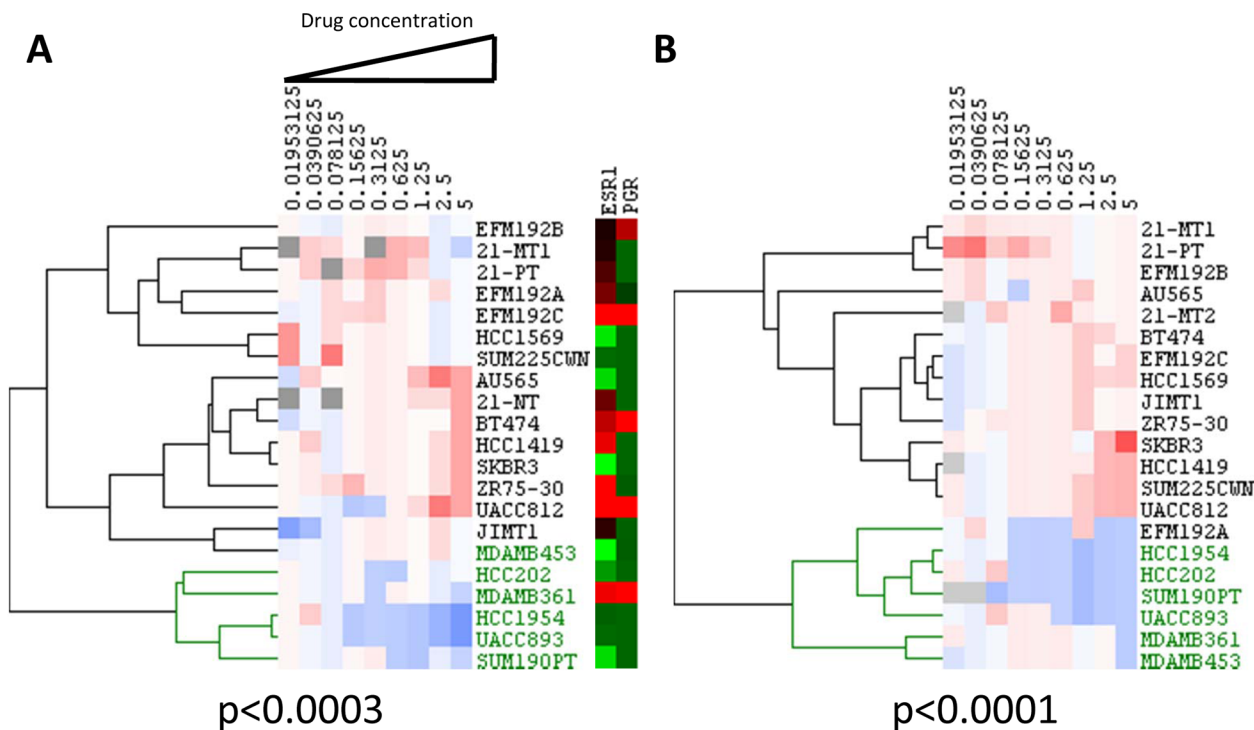 Drug concentration
A
0.01953125
0.0390625
0.078125
0.15625
0.3125
0.625
1.25
2.5
5
ESR1
PGR
EFM192B
21-MT1
21-PT
EFM192A
EFM192C
HCC1569
SUM225CWN
AU565
21-NT
BT474
HCC1419
SKBR3
ZR75-30
UACC812
JIMT1
MDAMB453
HCC202
MDAMB361
HCC1954
UACC893
SUM190PT
p<0.0003
B
0.01953125
0.0390625
0.078125
0.15625
0.3125
0.625
1.25
2.5
5
21-MT1
21-PT
EFM192B
AU565
21-MT2
BT474
EFM192C
HCC1569
JIMT1
ZR75-30
SKBR3
HCC1419
SUM225CWN
UACC812
EFM192A
HCC1954
HCC202
SUM190PT
UACC893
MDAMB361
MDAMB453
p<0.0001